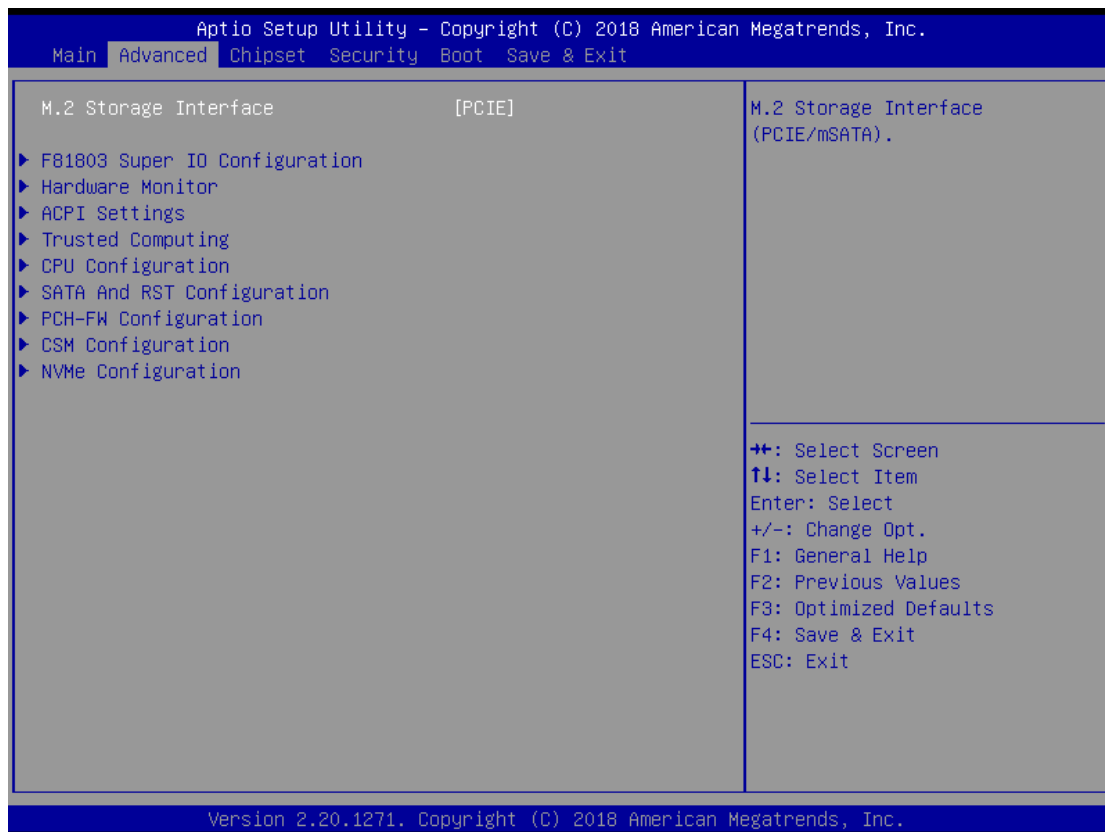 Aptio Setup Utility – Copyright (C) 2018 American Megatrends, Inc.
Main Advanced Chipset Security Boot Save & Exit
M.2 Storage Interface [PCIE]
▶ F81803 Super IO Configuration
▶ Hardware Monitor
▶ ACPI Settings
▶ Trusted Computing
▶ CPU Configuration
▶ SATA And RST Configuration
▶ PCH-FW Configuration
▶ CSM Configuration
▶ NVMe Configuration
M.2 Storage Interface
(PCIE/mSATA).
→←: Select Screen
↑↓: Select Item
Enter: Select
+/-: Change Opt.
F1: General Help
F2: Previous Values
F3: Optimized Defaults
F4: Save & Exit
ESC: Exit
Version 2.20.1271. Copyright (C) 2018 American Megatrends, Inc.